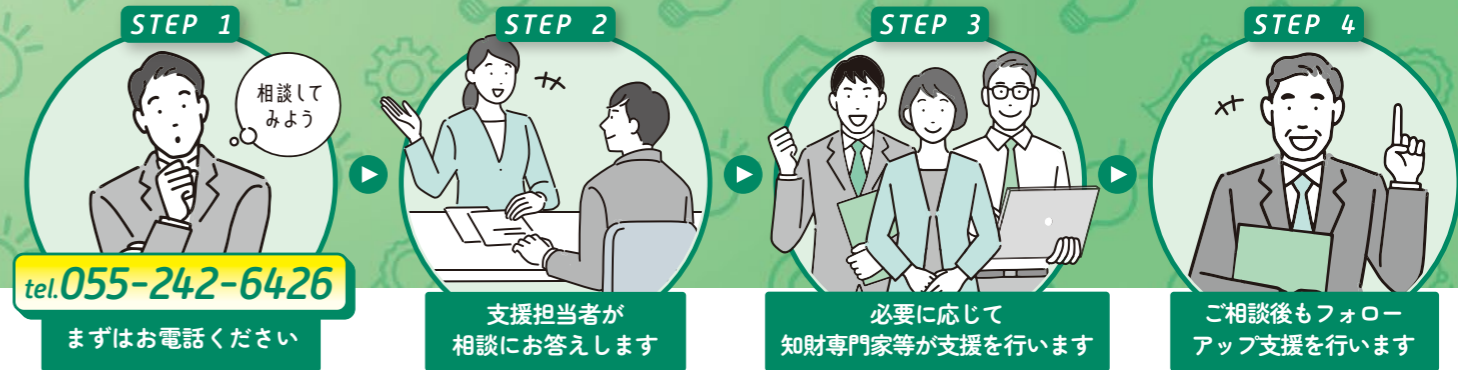 STEP 1
相談して
みよう
tel.055-242-6426
まずはお電話ください
STEP 2
支援担当者が
相談にお答えします
STEP 3
必要に応じて
知財専門家等が支援を行います
STEP 4
ご相談後もフォロー
アップ支援を行います